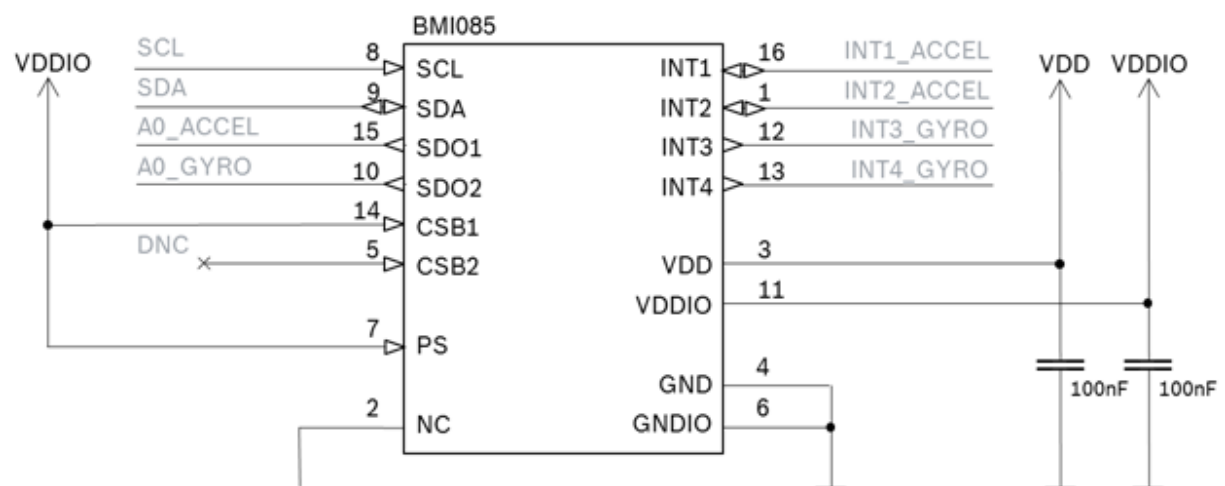 BMI085
VDDIO
SCL
8
SCL
SDA
9
SDA
A0_ACCEL
15
SDO1
A0_GYRO
10
SDO2
14
CSB1
DNC
5
CSB2
7
PS
2
NC
INT1
16
INT1_ACCEL
INT2
1
INT2_ACCEL
INT3
12
INT3_GYRO
INT4
13
INT4_GYRO
VDD
3
VDDIO
11
GND
4
GNDIO
6
VDD
VDDIO
100nF
100nF